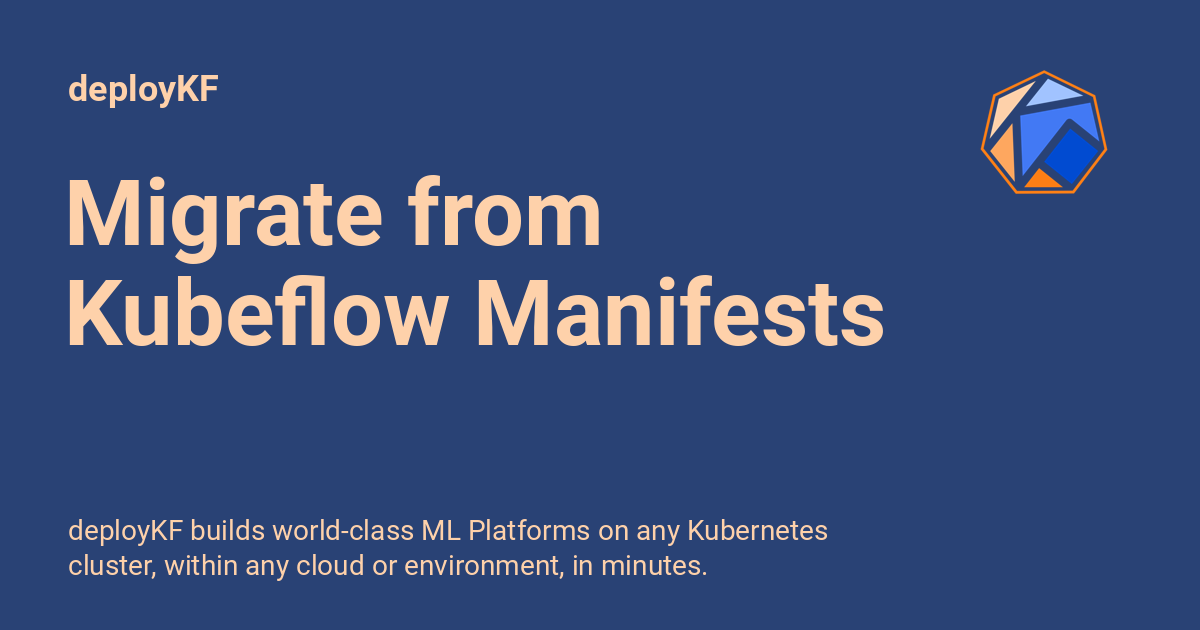 deployKF
Migrate from
Kubeflow Manifests
deployKF builds world-class ML Platforms on any Kubernetes
cluster, within any cloud or environment, in minutes.